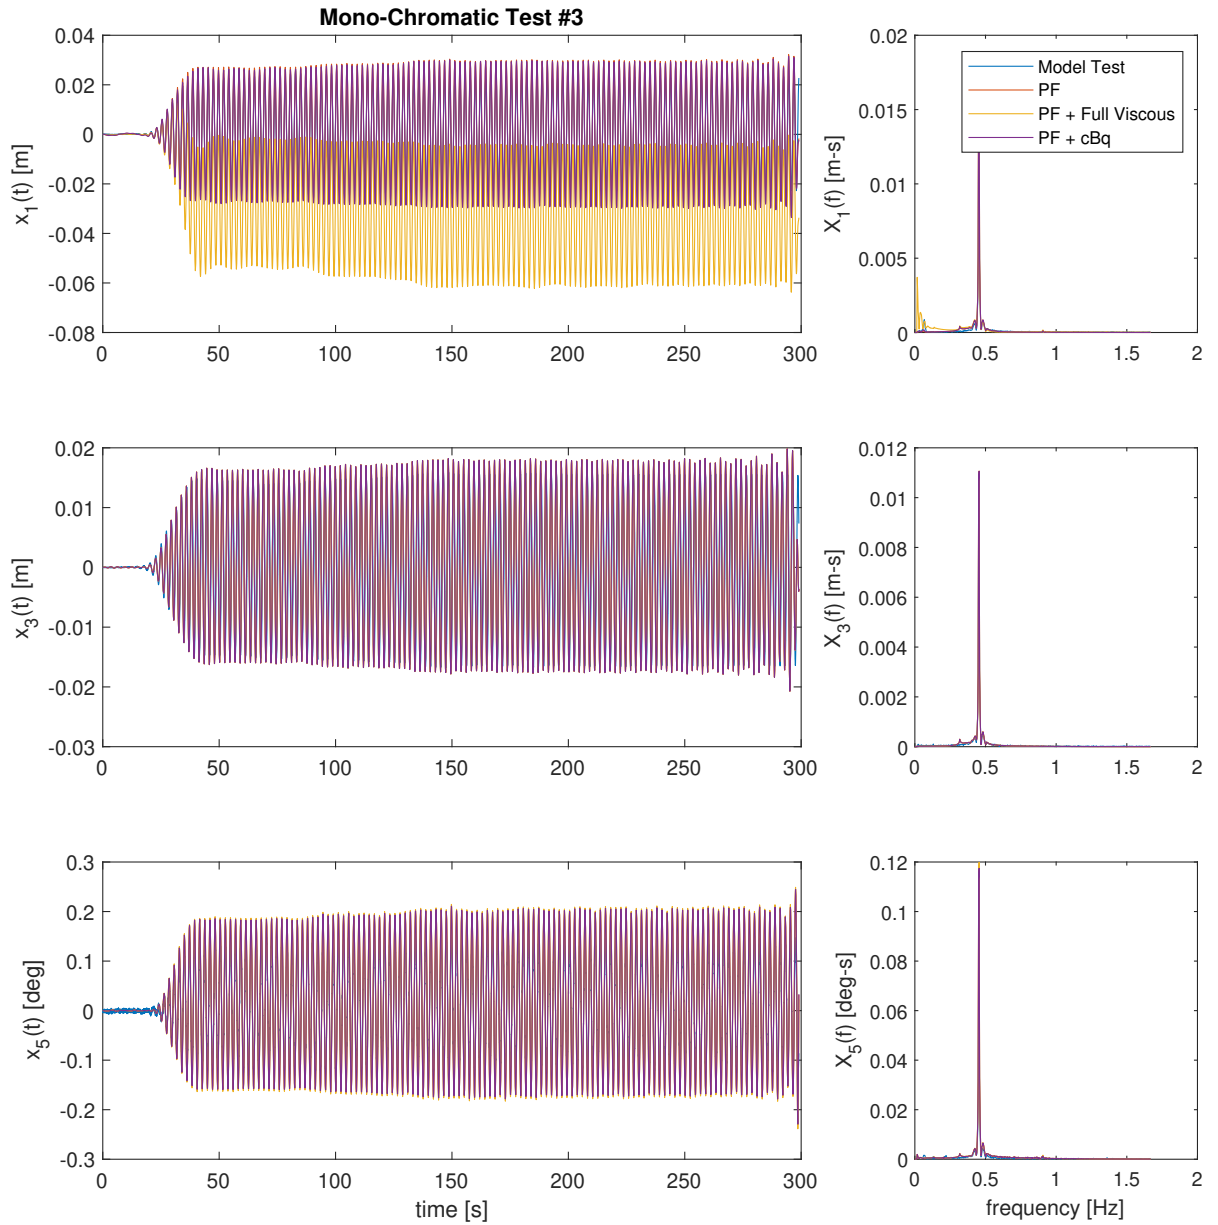 Mono-Chromatic Test #3
0.04
0.02
0
-0.02
-0.04
-0.06
-0.08
x1(t) [m]
0 50 100 150 200 250 300
0.02
0.015
0.01
0.005
0
X1(f) [m-s]
0 0.5 1 1.5 2
Model Test
PF
PF + Full Viscous
PF + cBq
0.02
0.01
0
-0.01
-0.02
-0.03
x3(t) [m]
0 50 100 150 200 250 300
0.012
0.01
0.008
0.006
0.004
0.002
0
X3(f) [m-s]
0 0.5 1 1.5 2
0.3
0.2
0.1
0
-0.1
-0.2
-0.3
x5(t) [deg]
0 50 100 150 200 250 300
time [s]
0.12
0.1
0.08
0.06
0.04
0.02
0
X5(f) [deg-s]
0 0.5 1 1.5 2
frequency [Hz]